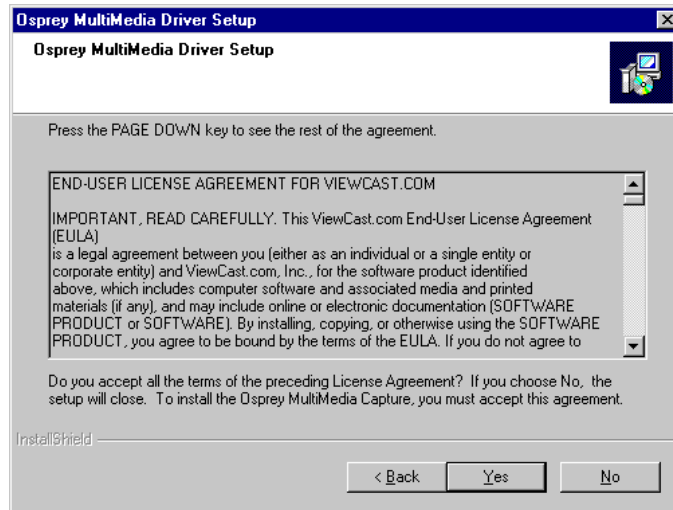 Osprey MultiMedia Driver Setup
Osprey MultiMedia Driver Setup
Press the PAGE DOWN key to see the rest of the agreement.
END-USER LICENSE AGREEMENT FOR VIEWCAST.COM
IMPORTANT, READ CAREFULLY. This ViewCast.com End-User License Agreement
(EULA)
is a legal agreement between you (either as an individual or a single entity or
corporate entity) and ViewCast.com, Inc., for the software product identified
above, which includes computer software and associated media and printed
materials (if any), and may include online or electronic documentation (SOFTWARE
PRODUCT or SOFTWARE). By installing, copying, or otherwise using the SOFTWARE
PRODUCT, you agree to be bound by the terms of the EULA. If you do not agree to
Do you accept all the terms of the preceding License Agreement? If you choose No, the
setup will close. To install the Osprey MultiMedia Capture, you must accept this agreement.
InstallShield
< Back Yes No